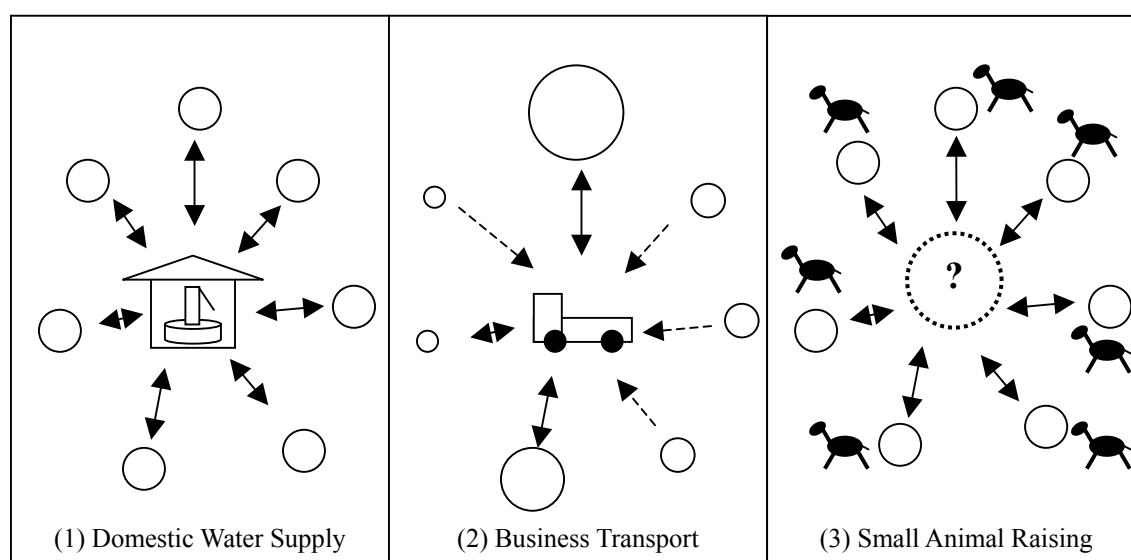 ?
(1) Domestic Water Supply
(2) Business Transport
(3) Small Animal Raising